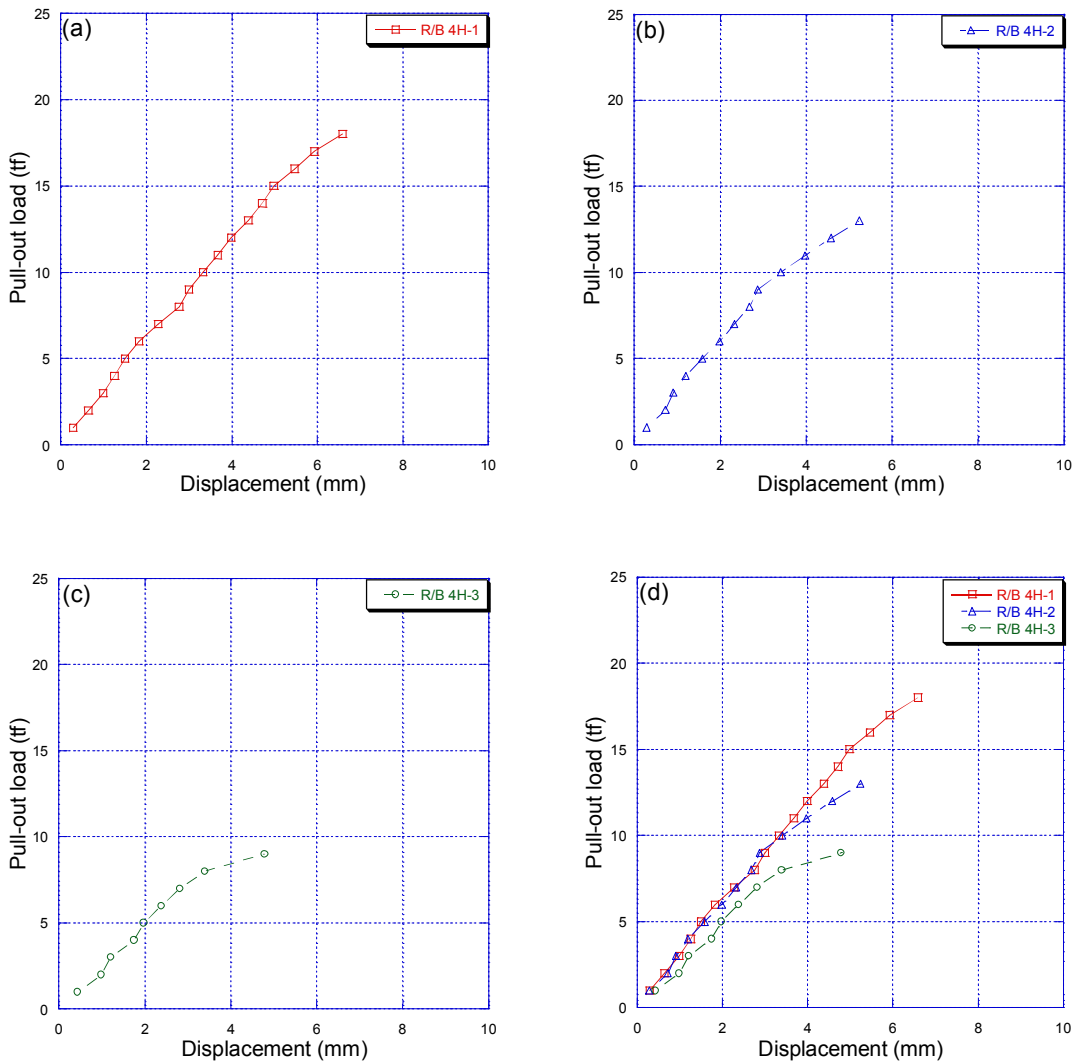 (a)
R/B 4H-1
25
20
15
10
5
0
Pull-out load (tf)
0 2 4 6 8 10
Displacement (mm)
(b)
R/B 4H-2
25
20
15
10
5
0
Pull-out load (tf)
0 2 4 6 8 10
Displacement (mm)
(c)
R/B 4H-3
25
20
15
10
5
0
Pull-out load (tf)
0 2 4 6 8 10
Displacement (mm)
(d)
R/B 4H-1
R/B 4H-2
R/B 4H-3
25
20
15
10
5
0
Pull-out load (tf)
0 2 4 6 8 10
Displacement (mm)